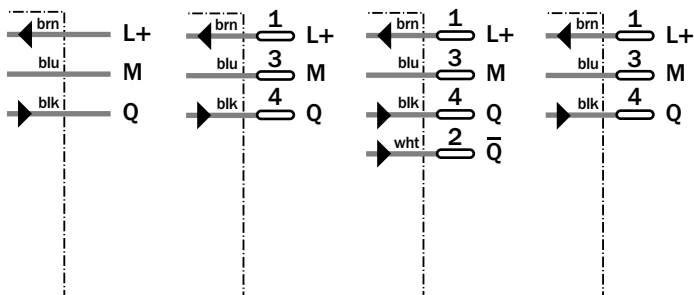 brn L+
blu M
blk Q
brn 1 L+
blu 3 M
blk 4 Q
brn 1 L+
blu 3 M
blk 4 Q
wht 2 Q̅
brn 1 L+
blu 3 M
blk 4 Q